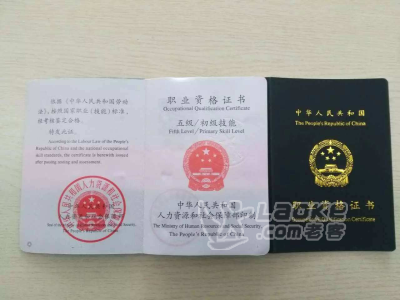 根据《中华人民共和国劳动
法》,按照国家职业(技能)标准,
经考核鉴定合格。
特发此证。
According to the Labour Law of the People's
Republic of China and the national occupational
skill standards, the certificate is
after passing testing and assessment.
职业资格证书
Occupational Qualification Certificate
五级/初级技能
Fifth Level / Primary Skill Level
中华人民共和国
人力资源和社会保障部印制
The Ministry of Human Resources and Social Security,
The People's Republic of China
中华人民共和国
The People's Republic of China
职业资格证书
Occupational Qualification Certificate
Laoke
老客